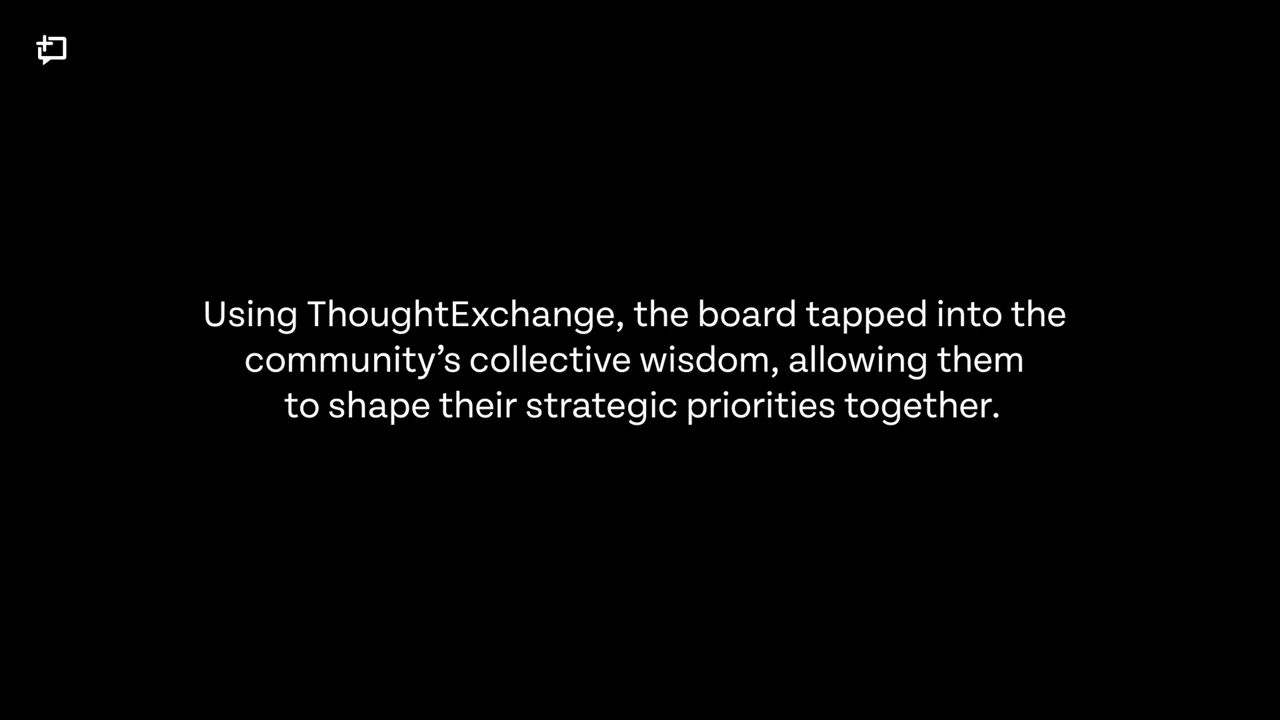 Using ThoughtExchange, the board tapped into the
community’s collective wisdom, allowing them
to shape their strategic priorities together.